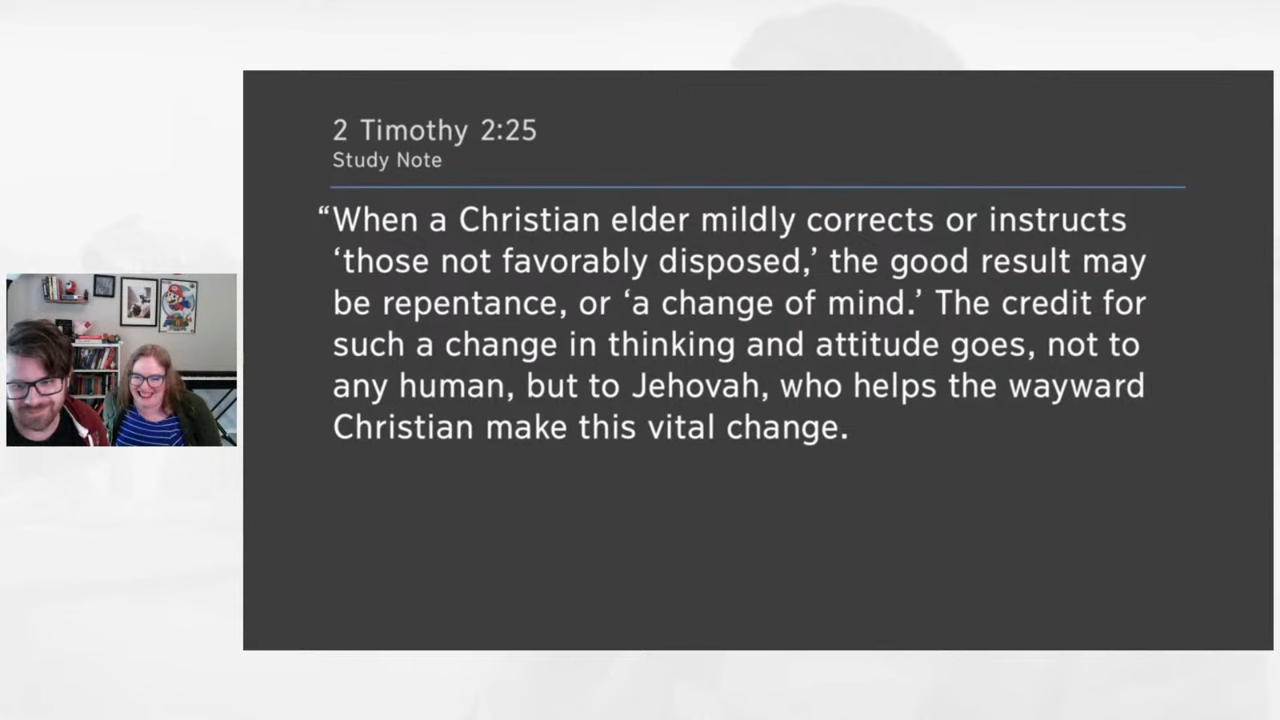 2 Timothy 2:25
Study Note
“When a Christian elder mildly corrects or instructs
‘those not favorably disposed,’ the good result may
be repentance, or ‘a change of mind.’ The credit for
such a change in thinking and attitude goes, not to
any human, but to Jehovah, who helps the wayward
Christian make this vital change.